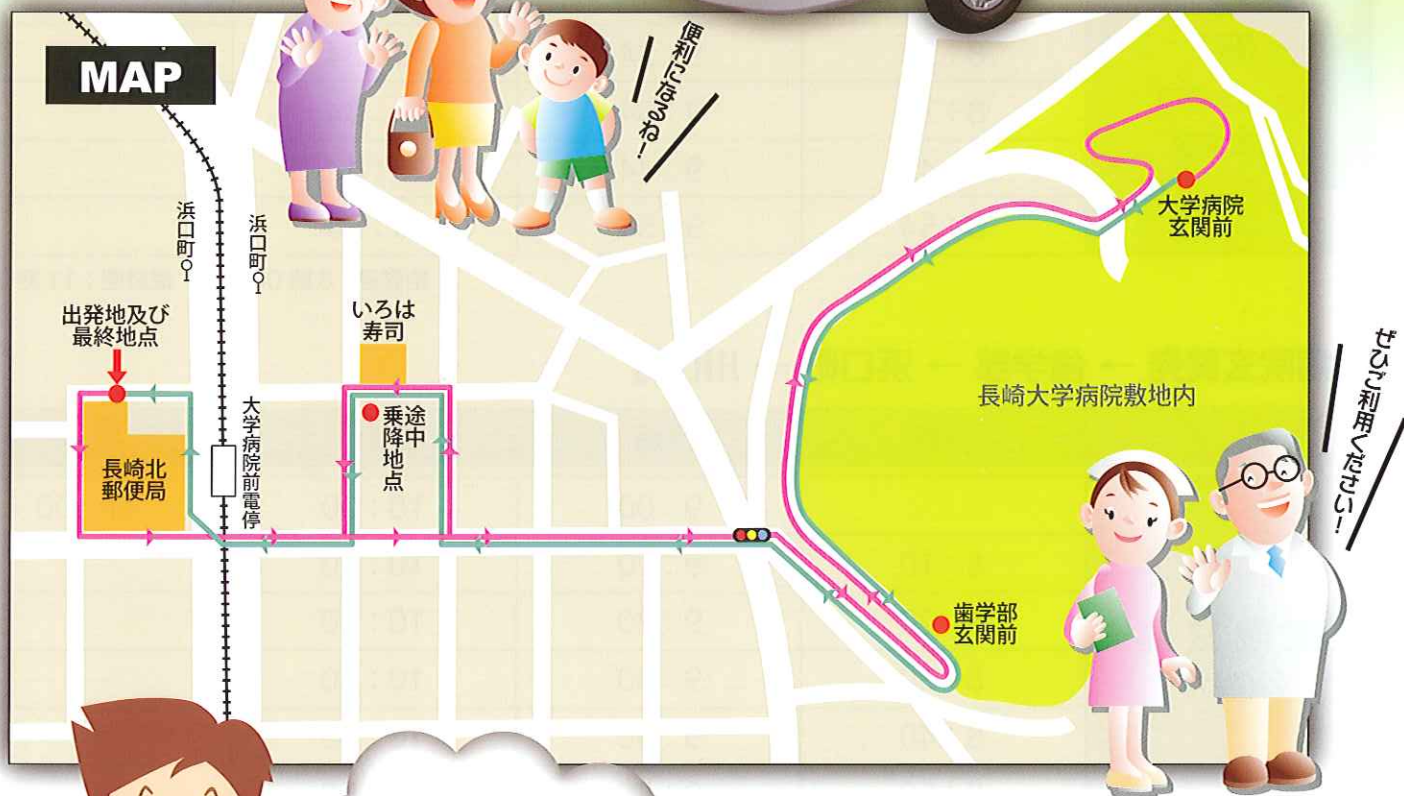 MAP
便利になるね!
浜口町
浜口町
出発地及び
最終地点
いろは
寿司
大学病院
玄関前
長崎大学病院敷地内
ぜひご利用ください!
途中
乗降地点
大学病院前電停
長崎北
郵便局
歯学部
玄関前